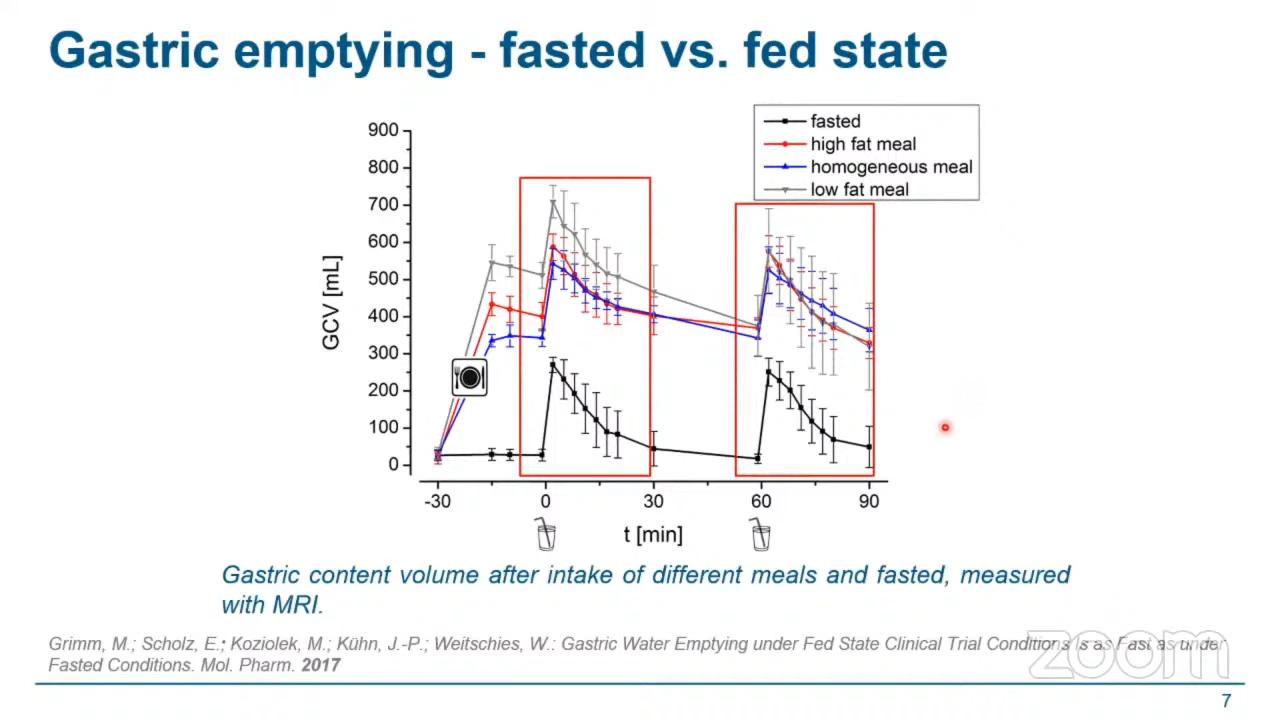 Gastric emptying - fasted vs. fed state
fasted
high fat meal
homogeneous meal
low fat meal
900
800
700
600
500
400
300
200
100
0
GCV [mL]
-30
0
30
60
90
t [min]
Gastric content volume after intake of different meals and fasted, measured
with MRI.
Grimm, M.; Scholz, E.; Koziolek, M.; Kühn, J.-P.; Weitschies, W.: Gastric Water Emptying under Fed State Clinical Trial Conditions Is as Fast as under
Fasted Conditions. Mol. Pharm. 2017
zoom
7